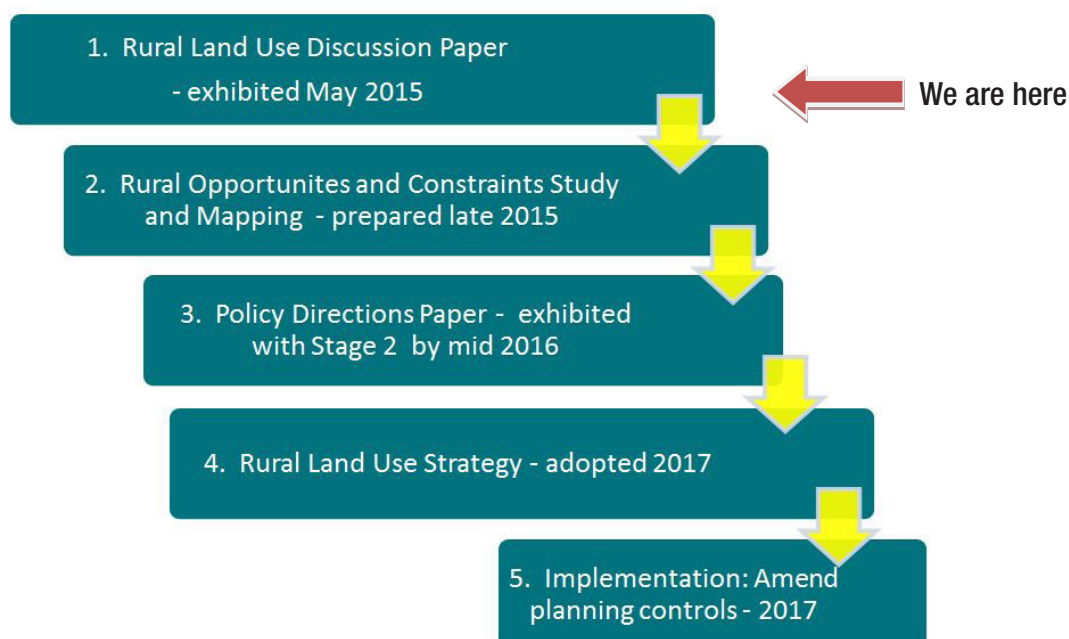 1. Rural Land Use Discussion Paper
- exhibited May 2015
We are here
2. Rural Opportunites and Constraints Study
and Mapping - prepared late 2015
3. Policy Directions Paper - exhibited
with Stage 2 by mid 2016
4. Rural Land Use Strategy - adopted 2017
5. Implementation: Amend
planning controls - 2017